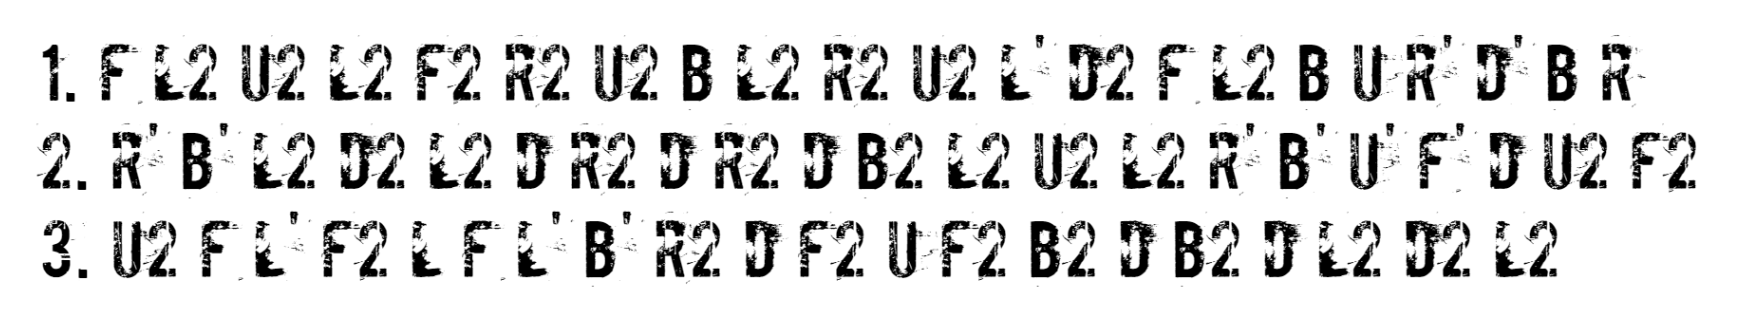 1. F L2 U2 L2 F2 R2 U2 B L2 R2 U2 L' D2 F L2 B U R' D' B R
2. R' B' L2 D2 L2 D R2 D R2 D B2 L2 U2 L2 R' B' U' F' D U2 F2
3. U2 F L' F2 L F L' B' R2 D F2 U F2 B2 D B2 D L2 D2 L2